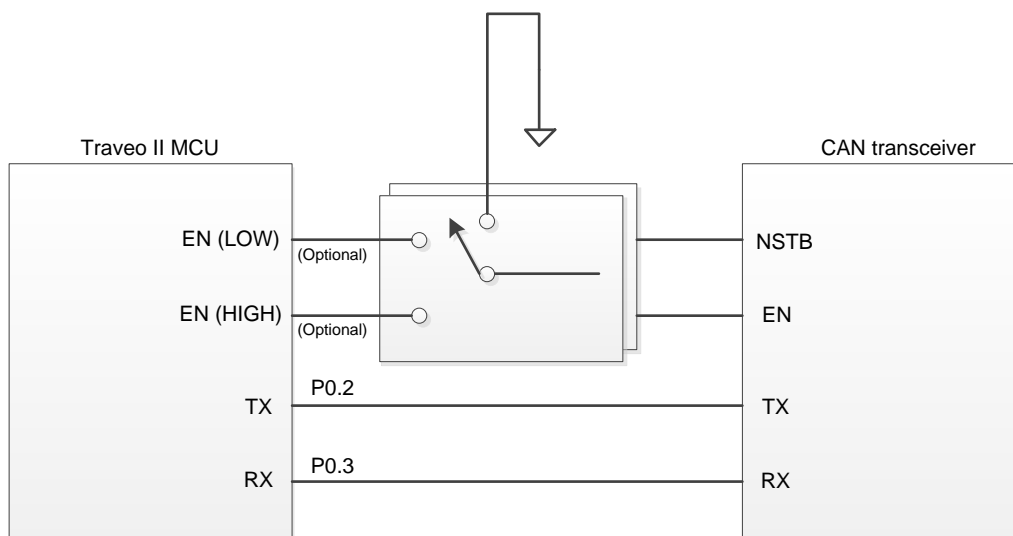 Traveo II MCU
CAN transceiver
EN (LOW)
(Optional)
NSTB
EN (HIGH)
(Optional)
EN
P0.2
TX
TX
P0.3
RX
RX